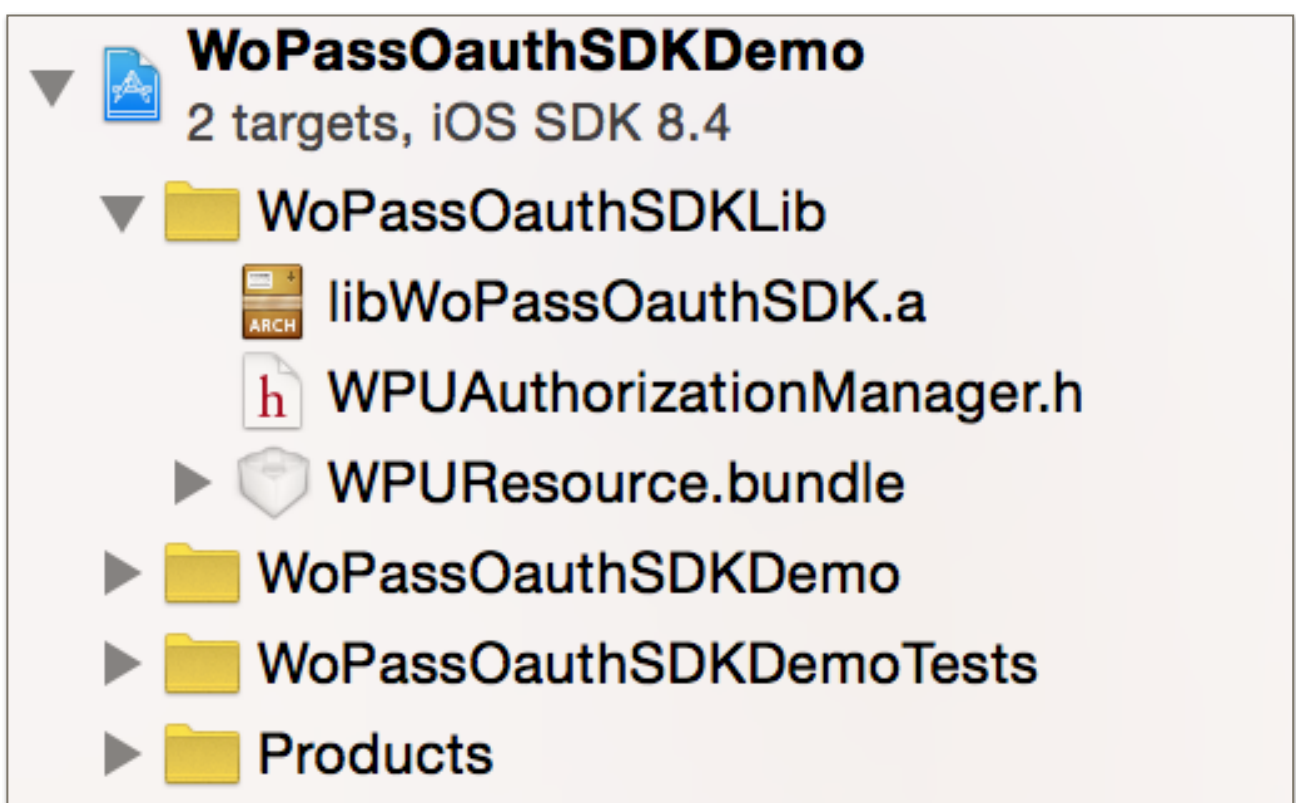 WoPassOauthSDKDemo
2 targets, iOS SDK 8.4
WoPassOauthSDKLib
ARCH libWoPassOauthSDK.a
h WPUAuthorizationManager.h
WPUResource.bundle
WoPassOauthSDKDemo
WoPassOauthSDKDemoTests
Products